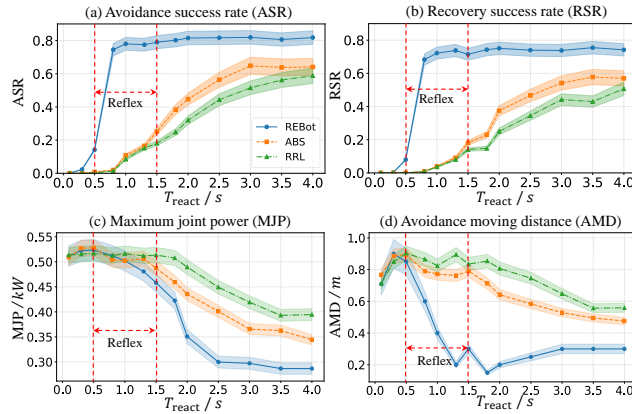 (a) Avoidance success rate (ASR)
ASR
0.8
0.6
0.4
0.2
0.0
Reflex
REBot
ABS
RRL
0.0 0.5 1.0 1.5 2.0 2.5 3.0 3.5 4.0
T_react / s
(b) Recovery success rate (RSR)
RSR
0.8
0.6
0.4
0.2
0.0
Reflex
0.0 0.5 1.0 1.5 2.0 2.5 3.0 3.5 4.0
T_react / s
(c) Maximum joint power (MJP)
MJP / kW
0.55
0.50
0.45
0.40
0.35
0.30
Reflex
0.0 0.5 1.0 1.5 2.0 2.5 3.0 3.5 4.0
T_react / s
(d) Avoidance moving distance (AMD)
AMD / m
1.0
0.8
0.6
0.4
0.2
Reflex
0.0 0.5 1.0 1.5 2.0 2.5 3.0 3.5 4.0
T_react / s